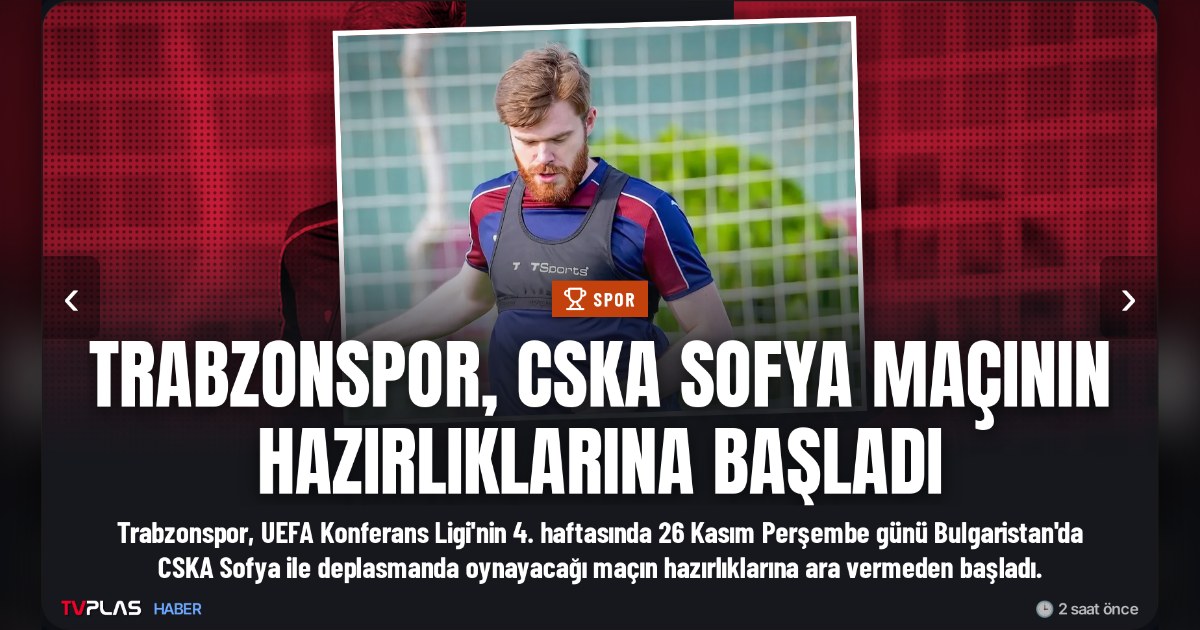 T TSports
SPOR
TRABZONSPOR, CSKA SOFYA MAÇININ
HAZIRLIKLARINA BAŞLADI
Trabzonspor, UEFA Konferans Ligi'nin 4. haftasında 26 Kasım Perşembe günü Bulgaristan'da
CSKA Sofya ile deplasmanda oynayacağı maçın hazırlıklarına ara vermeden başladı.
TVPLAS HABER
2 saat önce